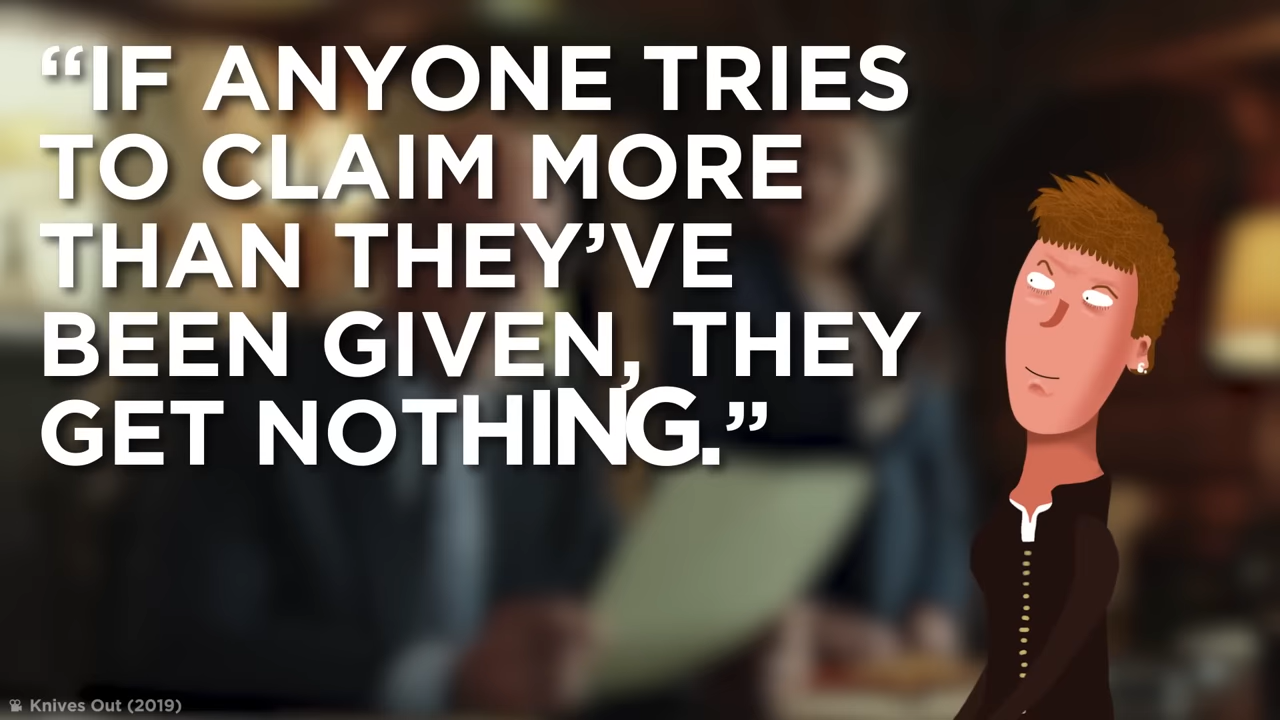 “IF ANYONE TRIES
TO CLAIM MORE
THAN THEY’VE
BEEN GIVEN, THEY
GET NOTHING.”
Knives Out (2019)